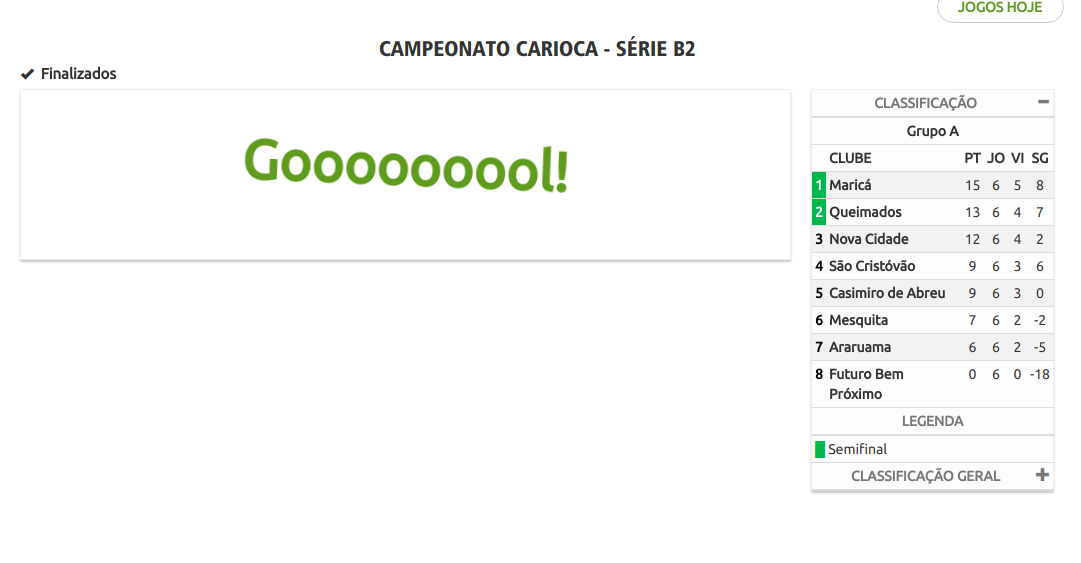 JOGOS HOJE
CAMPEONATO CARIOCA - SÉRIE B2
Finalizados
Gooooooool!
CLASSIFICAÇÃO
Grupo A
CLUBE PT JO VI SG
1 Maricá 15 6 5 8
2 Queimados 13 6 4 7
3 Nova Cidade 12 6 4 2
4 São Cristóvão 9 6 3 6
5 Casimiro de Abreu 9 6 3 0
6 Mesquita 7 6 2 -2
7 Araruama 6 6 2 -5
8 Futuro Bem 0 6 0 -18
Próximo
LEGENDA
Semifinal
CLASSIFICAÇÃO GERAL